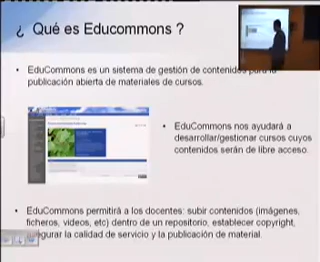 ¿ Qué es Educommons ?
• EduCommons es un sistema de gestión de contenidos para la
publicación abierta de materiales de cursos.
• EduCommons nos ayudará a
desarrollar/gestionar cursos cuyos
contenidos serán de libre acceso.
• EduCommons permitirá a los docentes: subir contenidos (imágenes,
ficheros, videos, etc) dentro de un repositorio, establecer copyright,
asegurar la calidad de servicio y la publicación de material.